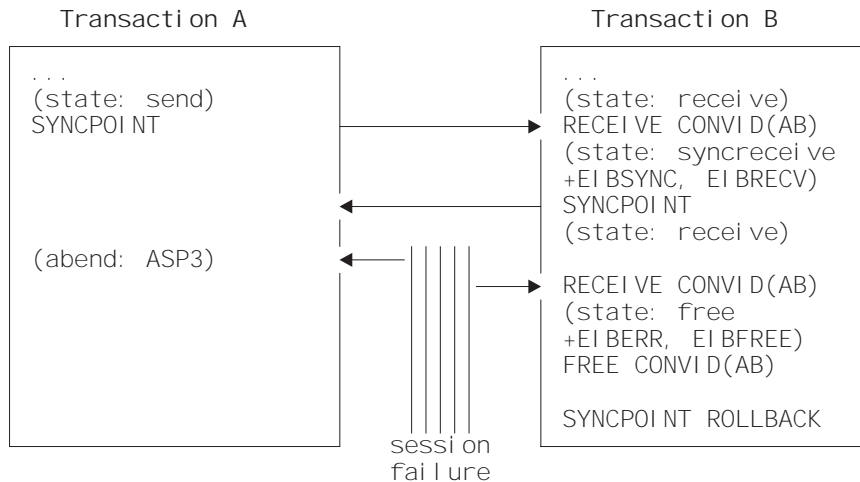 Transaction A
Transaction B
...
(state: send)
SYNCPOINT
(abend: ASP3)
...
(state: receive)
RECEIVE CONVID(AB)
(state: syncreceive
+EIBSYNC, EIBRECV)
SYNCPOINT
(state: receive)
RECEIVE CONVID(AB)
(state: free
+EIBERR, EIBFREE)
FREE CONVID(AB)
SYNCPOINT ROLLBACK
session
failure